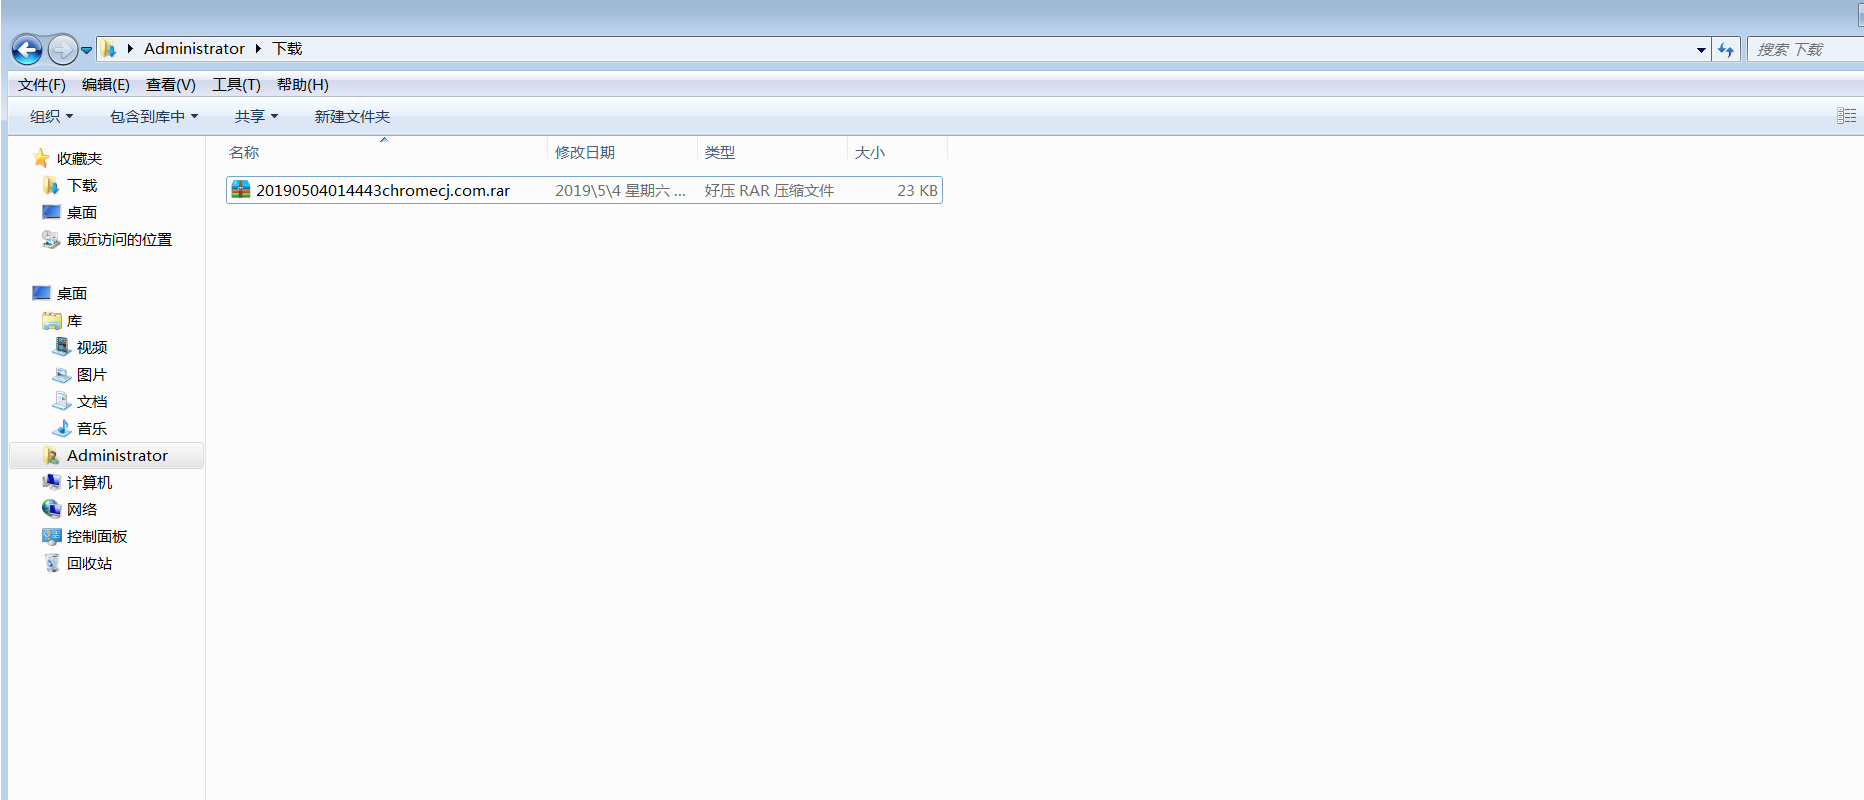 Administrator 下载
搜索 下载
文件(F) 编辑(E) 查看(V) 工具(T) 帮助(H)
组织 包含到库中 共享 新建文件夹
名称 修改日期 类型 大小
20190504014443chromecj.com.rar 2019\5\4 星期六 ... 好压 RAR 压缩文件 23 KB
收藏夹
下载
桌面
最近访问的位置
桌面
库
视频
图片
文档
音乐
Administrator
计算机
网络
控制面板
回收站